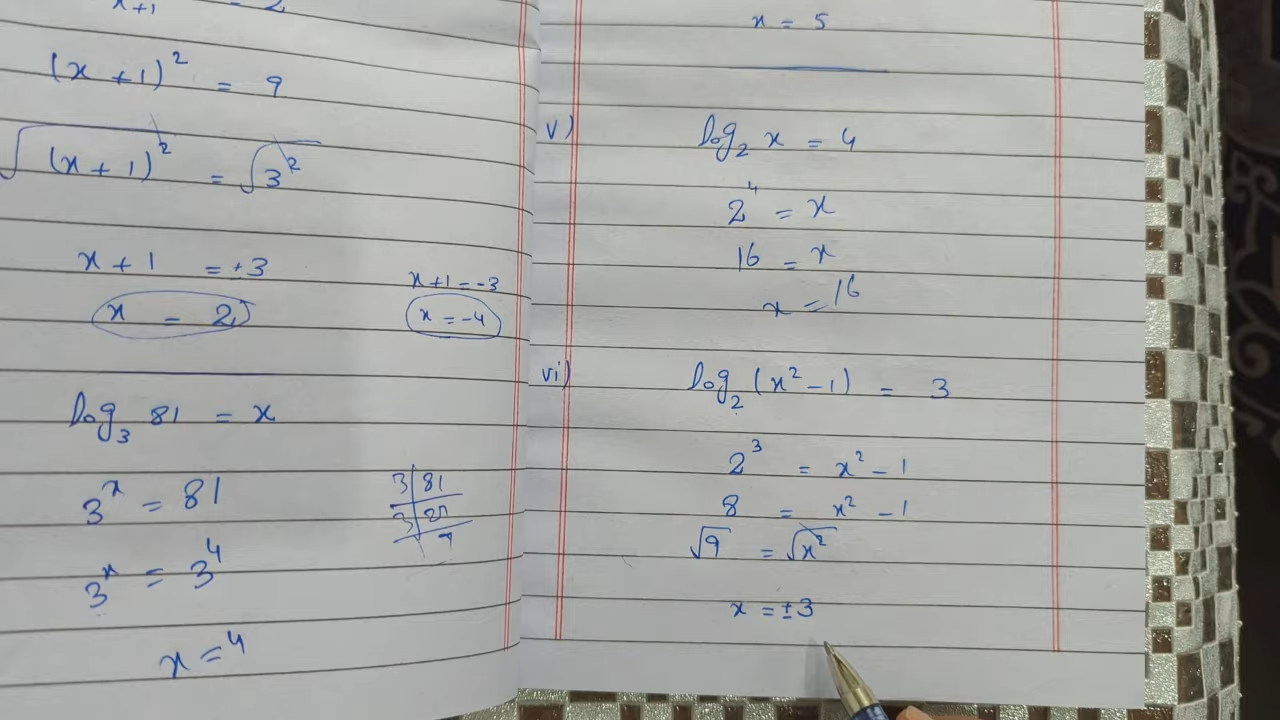 x+1 = 2
(x + 1)² = 9
√(x + 1)² = √3²
x + 1 = +3
x+1 = -3
x = 2
x = -4
log₃ 81 = x
3ˣ = 81
3 | 81
3 | 27
9
3ˣ = 3⁴
x = 4
x = 5
v)
log₂ x = 4
2⁴ = x
16 = x
x = 16
vi)
log₂ (x² - 1) = 3
2³ = x² - 1
8 = x² - 1
√9 = √x²
x = ±3